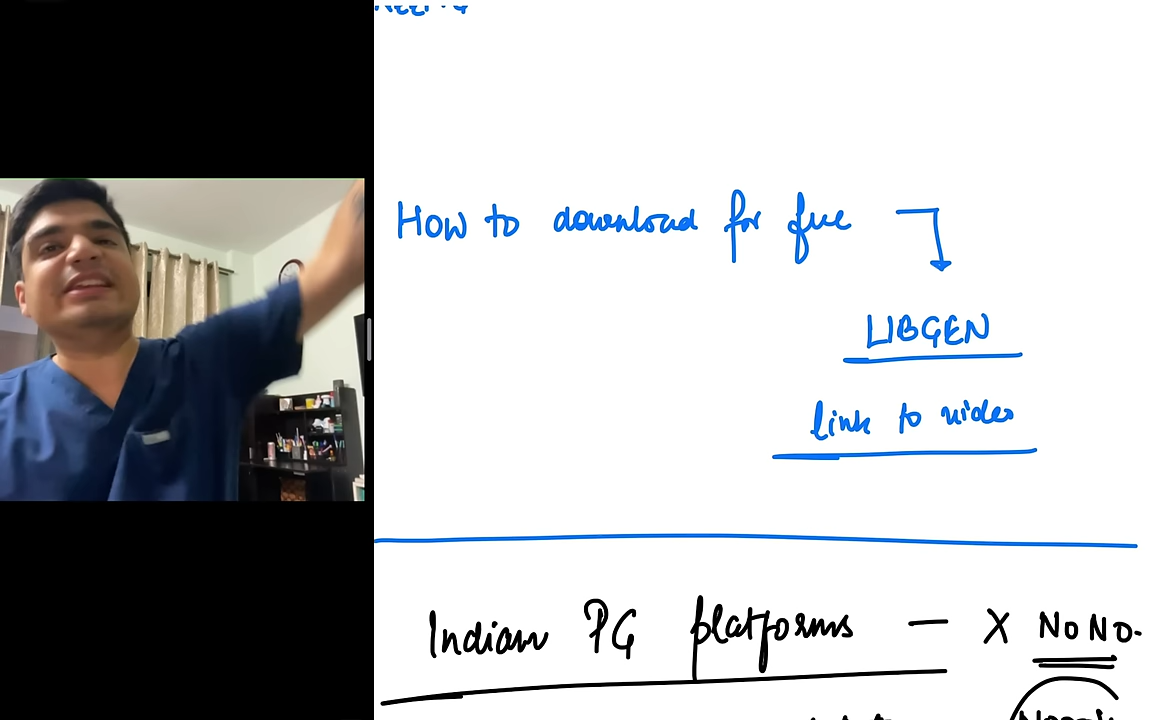 How to download for free
LIBGEN
link to video
Indian PG platforms — X NO NO.